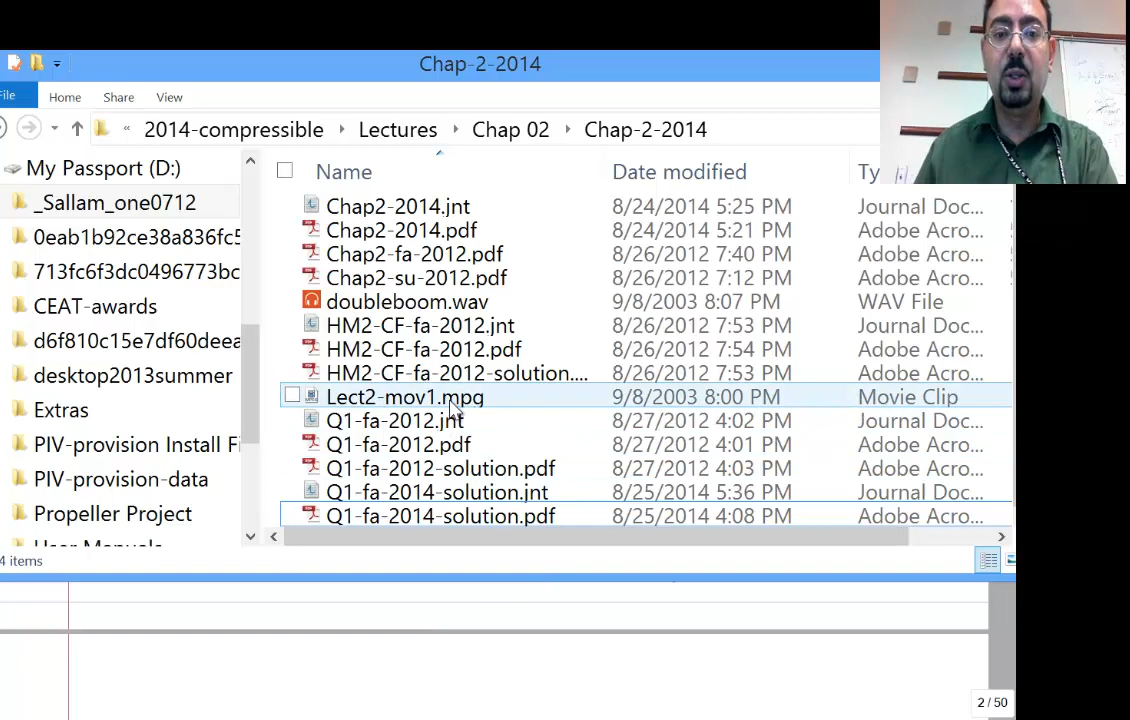 Chap-2-2014
File Home Share View
« 2014-compressible Lectures Chap 02 Chap-2-2014
My Passport (D:)
_Sallam_one0712
0eab1b92ce38a836fc5
713fc6f3dc0496773bc
CEAT-awards
d6f810c15e7df60deea
desktop2013summer
Extras
PIV-provision Install Fi
PIV-provision-data
Propeller Project
User Manuals
Name Date modified Ty
Chap2-2014.jnt 8/24/2014 5:25 PM Journal Doc...
Chap2-2014.pdf 8/24/2014 5:21 PM Adobe Acro...
Chap2-fa-2012.pdf 8/26/2012 7:40 PM Adobe Acro...
Chap2-su-2012.pdf 8/26/2012 7:12 PM Adobe Acro...
doubleboom.wav 9/8/2003 8:07 PM WAV File
HM2-CF-fa-2012.jnt 8/26/2012 7:53 PM Journal Doc...
HM2-CF-fa-2012.pdf 8/26/2012 7:54 PM Adobe Acro...
HM2-CF-fa-2012-solution.... 8/26/2012 7:53 PM Adobe Acro...
Lect2-mov1.mpg 9/8/2003 8:00 PM Movie Clip
Q1-fa-2012.jnt 8/27/2012 4:02 PM Journal Doc...
Q1-fa-2012.pdf 8/27/2012 4:01 PM Adobe Acro...
Q1-fa-2012-solution.pdf 8/27/2012 4:03 PM Adobe Acro...
Q1-fa-2014-solution.jnt 8/25/2014 5:36 PM Journal Doc...
Q1-fa-2014-solution.pdf 8/25/2014 4:08 PM Adobe Acro...
4 items
2 / 50